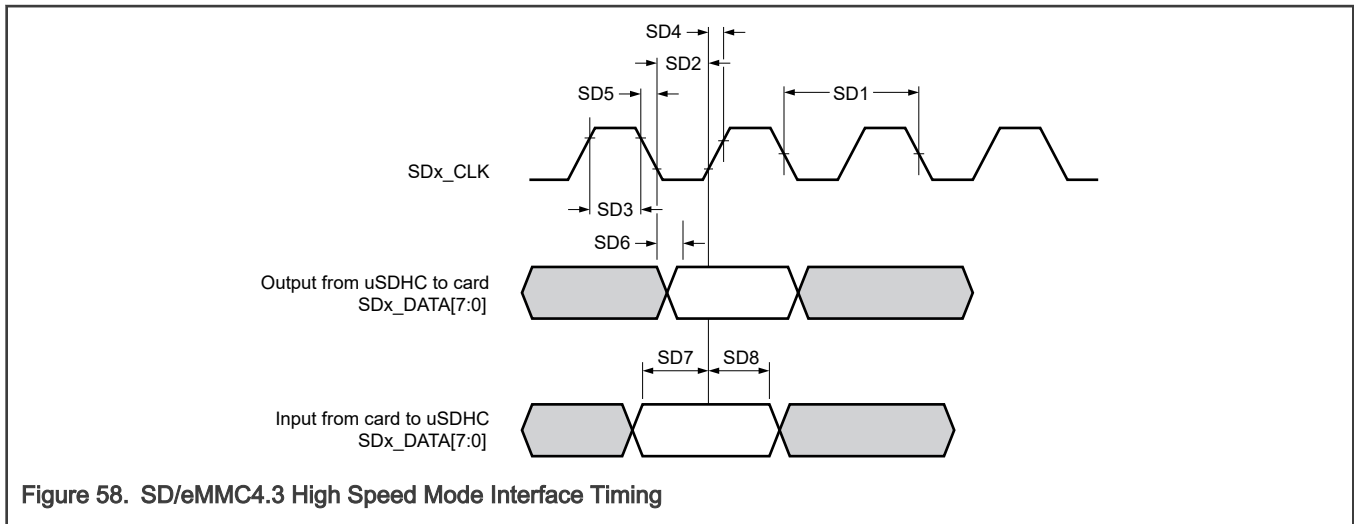 SD4
SD2
SD5
SD1
SDx_CLK
SD3
SD6
Output from uSDHC to card
SDx_DATA[7:0]
SD7 SD8
Input from card to uSDHC
SDx_DATA[7:0]
Figure 58. SD/eMMC4.3 High Speed Mode Interface Timing